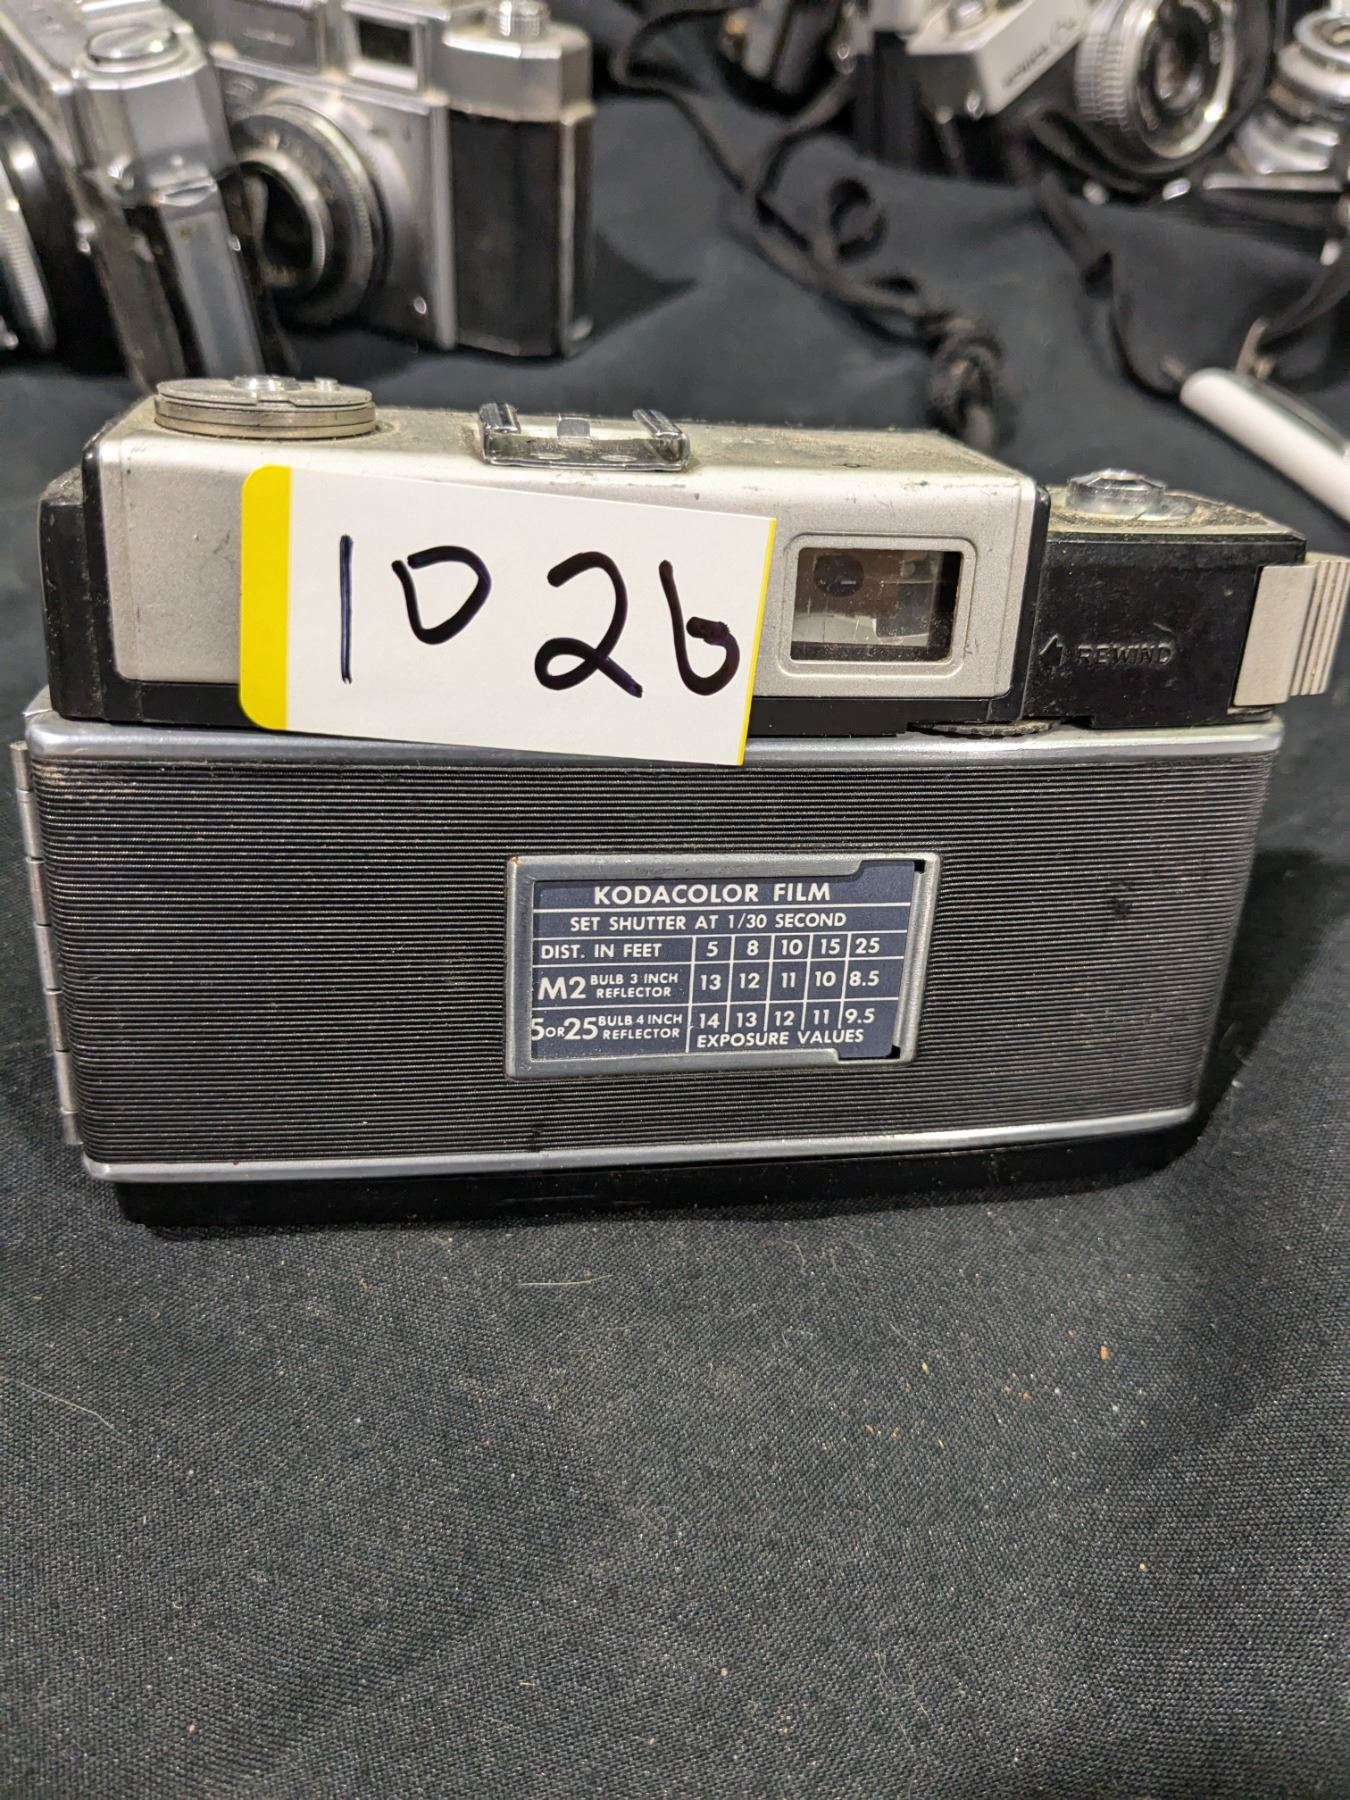 1026
REWIND
KODACOLOR FILM
SET SHUTTER AT 1/30 SECOND
DIST. IN FEET 5 8 10 15 25
M2 BULB 3 INCH REFLECTOR 13 12 11 10 8.5
5 OR 25 BULB 4 INCH REFLECTOR 14 13 12 11 9.5
EXPOSURE VALUES